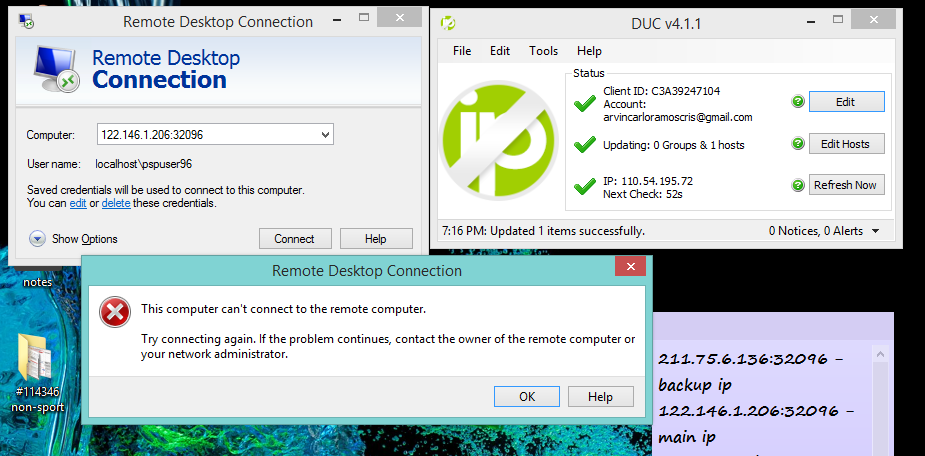 Remote Desktop Connection
Remote Desktop
Connection
Computer:
122.146.1.206:32096
User name: localhost\pspuser96
Saved credentials will be used to connect to this computer.
You can edit or delete these credentials.
Show Options
Connect
Help
DUC v4.1.1
File Edit Tools Help
ip
Status
Client ID: C3A39247104
Account:
arvincarloramoscris@gmail.com
Edit
Updating: 0 Groups & 1 hosts
Edit Hosts
IP: 110.54.195.72
Next Check: 52s
Refresh Now
7:16 PM: Updated 1 items successfully.
0 Notices, 0 Alerts
notes
#114346
non-sport
Remote Desktop Connection
This computer can't connect to the remote computer.
Try connecting again. If the problem continues, contact the owner of the remote computer or
your network administrator.
OK
Help
211.75.6.136:32096 -
backup ip
122.146.1.206:32096 -
main ip